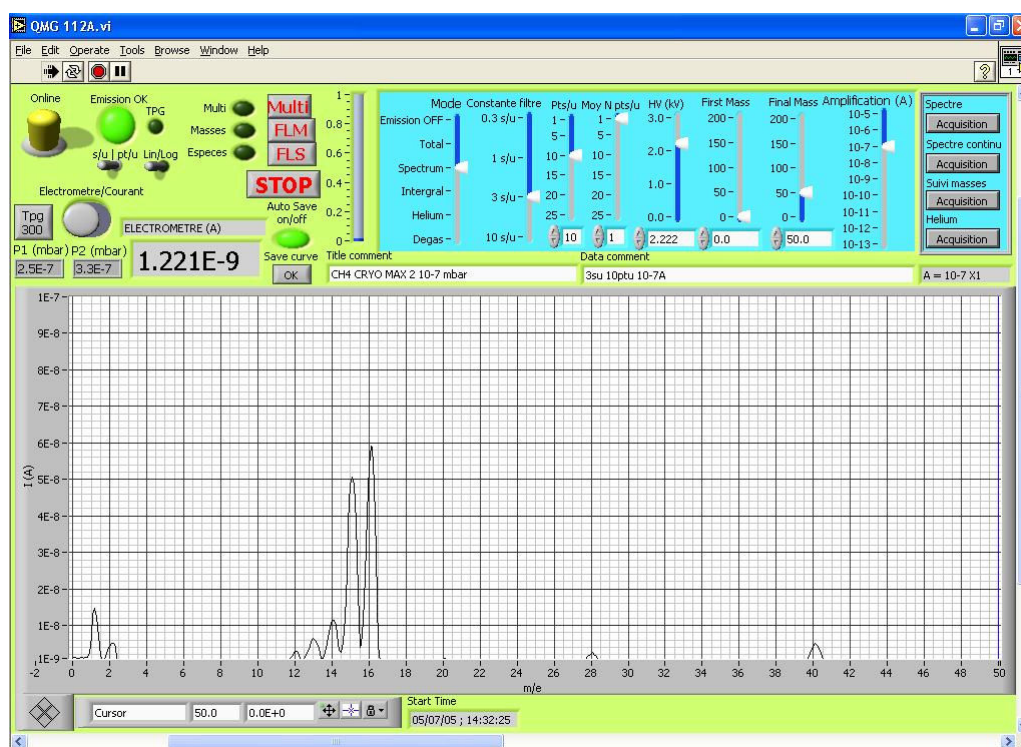 QMG 112A.vi
File Edit Operate Tools Browse Window Help
? 1
Online
Emission OK
TPG
s/u | pt/u Lin/Log
Multi
Masses
Especes
Multi
FLM
FLS
STOP
Electrometre/Courant
Tpg
300
ELECTROMETRE (A)
P1 (mbar) P2 (mbar)
2.5E-7 3.3E-7
1.221E-9
Auto Save
on/off
Save curve
OK
1-
0.8-
0.6-
0.4-
0.2-
0-
Mode
Emission OFF-
Total-
Spectrum-
Intergral-
Helium-
Degas-
Constante filtre
0.3 s/u-
1 s/u-
3 s/u-
10 s/u-
Pts/u
1-
5-
10-
15-
20-
25-
10
Moy N pts/u
1-
5-
10-
15-
20-
25-
1
HV (kV)
3.0-
2.0-
1.0-
0.0-
2.222
First Mass
200-
150-
100-
50-
0-
0.0
Final Mass
200-
150-
100-
50-
0-
50.0
Amplification (A)
10-5-
10-6-
10-7-
10-8-
10-9-
10-10-
10-11-
10-12-
10-13-
Spectre
Acquisition
Spectre continu
Acquisition
Suivi masses
Acquisition
Helium
Acquisition
Title comment
CH4 CRYO MAX 2 10-7 mbar
Data comment
3su 10ptu 10-7A
A = 10-7 X1
I (A)
1E-7-
9E-8-
8E-8-
7E-8-
6E-8-
5E-8-
4E-8-
3E-8-
2E-8-
1E-8-
1E-9-
-2 0 2 4 6 8 10 12 14 16 18 20 22 24 26 28 30 32 34 36 38 40 42 44 46 48 50
m/e
Cursor 50.0 0.0E+0
Start Time
05/07/05 ; 14:32:25